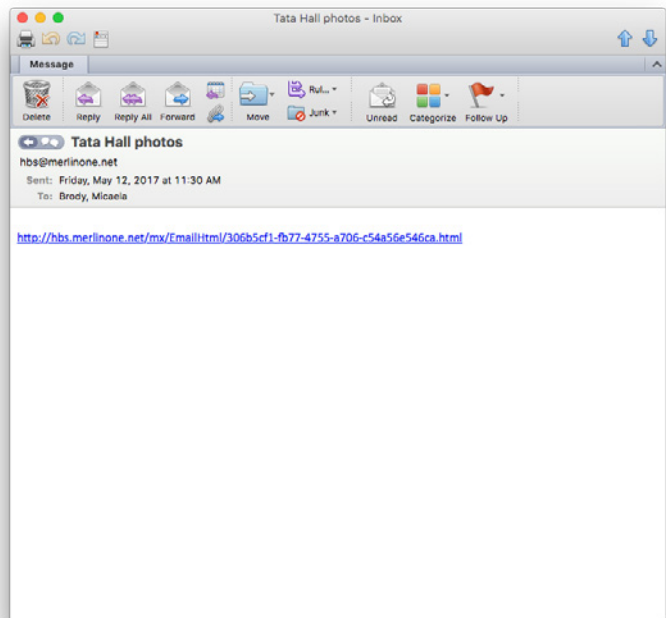 Tata Hall photos - Inbox
Message
Delete Reply Reply All Forward Move Rul... Junk Unread Categorize Follow Up
Tata Hall photos
hbs@merlinone.net
Sent: Friday, May 12, 2017 at 11:30 AM
To: Brody, Micaela
http://hbs.merlinone.net/mx/EmailHtml/306b5cf1-fb77-4755-a706-c54a56e546ca.html